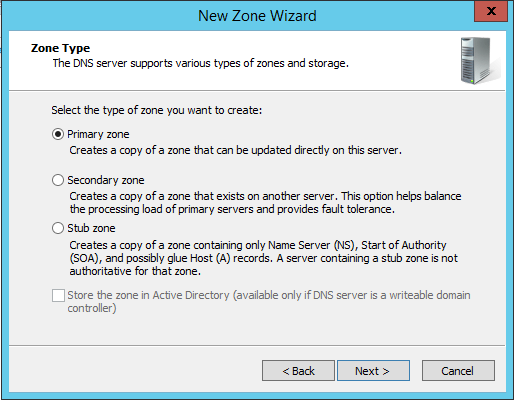 New Zone Wizard
x
Zone Type
The DNS server supports various types of zones and storage.
Select the type of zone you want to create:
Primary zone
Creates a copy of a zone that can be updated directly on this server.
Secondary zone
Creates a copy of a zone that exists on another server. This option helps balance
the processing load of primary servers and provides fault tolerance.
Stub zone
Creates a copy of a zone containing only Name Server (NS), Start of Authority
(SOA), and possibly glue Host (A) records. A server containing a stub zone is not
authoritative for that zone.
Store the zone in Active Directory (available only if DNS server is a writeable domain
controller)
< Back
Next >
Cancel